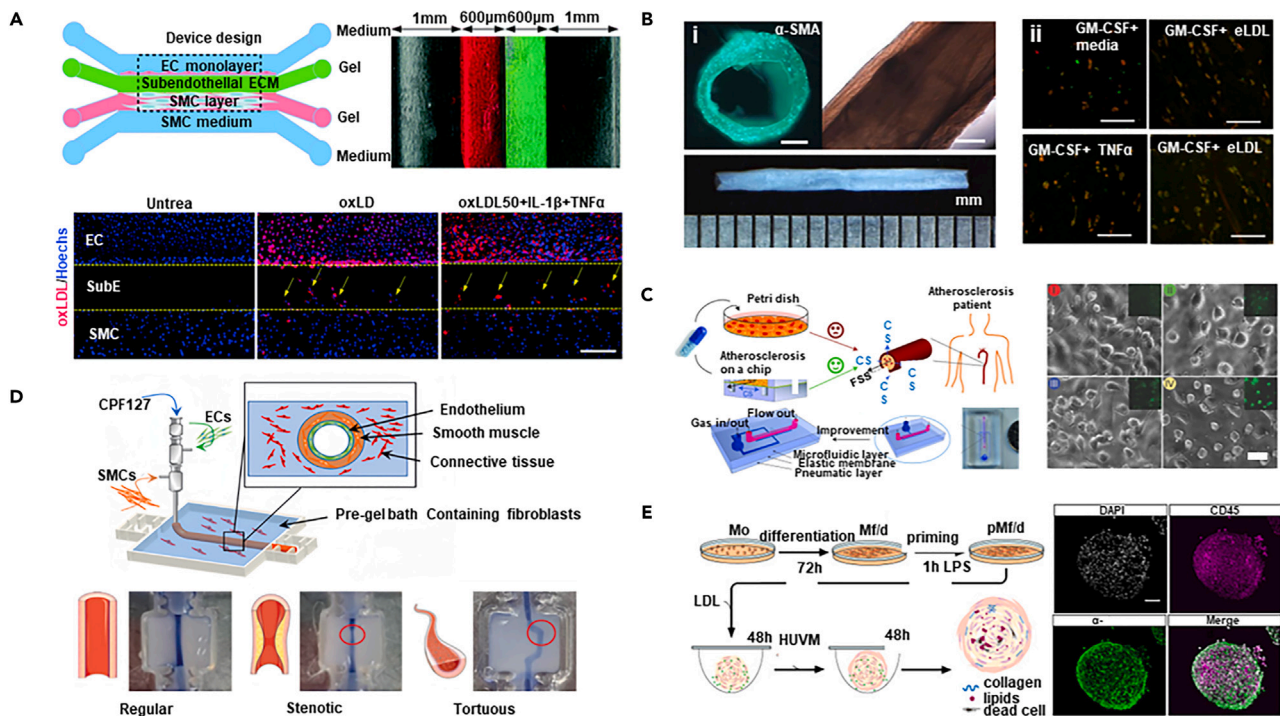 A
1mm 600μm 600μm 1mm
Device design
Medium
EC monolayer
Gel
Subendothellal ECM
SMC layer
Gel
SMC medium
Medium
Untrea oxLD oxLDL50+IL-1β+TNFα
oxLDL/Hoechs
EC
SubE
SMC
B
i
α-SMA
mm
ii
GM-CSF+ media
GM-CSF+ eLDL
GM-CSF+ TNFα
GM-CSF+ eLDL
C
Petri dish
Atherosclerosis
on a chip
Atherosclerosis
patient
C
S
CS
C
S
C
S
FSS
Flow out
Gas in/out
Improvement
Microfluidic layer
Elastic membrane
Pneumatic layer
IV
D
CPF127
ECs
SMCs
Endothelium
Smooth muscle
Connective tissue
Pre-gel bath Containing fibroblasts
Regular Stenotic Tortuous
E
Mo differentiation Mf/d priming pMf/d
72h 1h LPS
LDL
48h HUVM 48h
collagen
lipids
dead cell
DAPI CD45
α- Merge